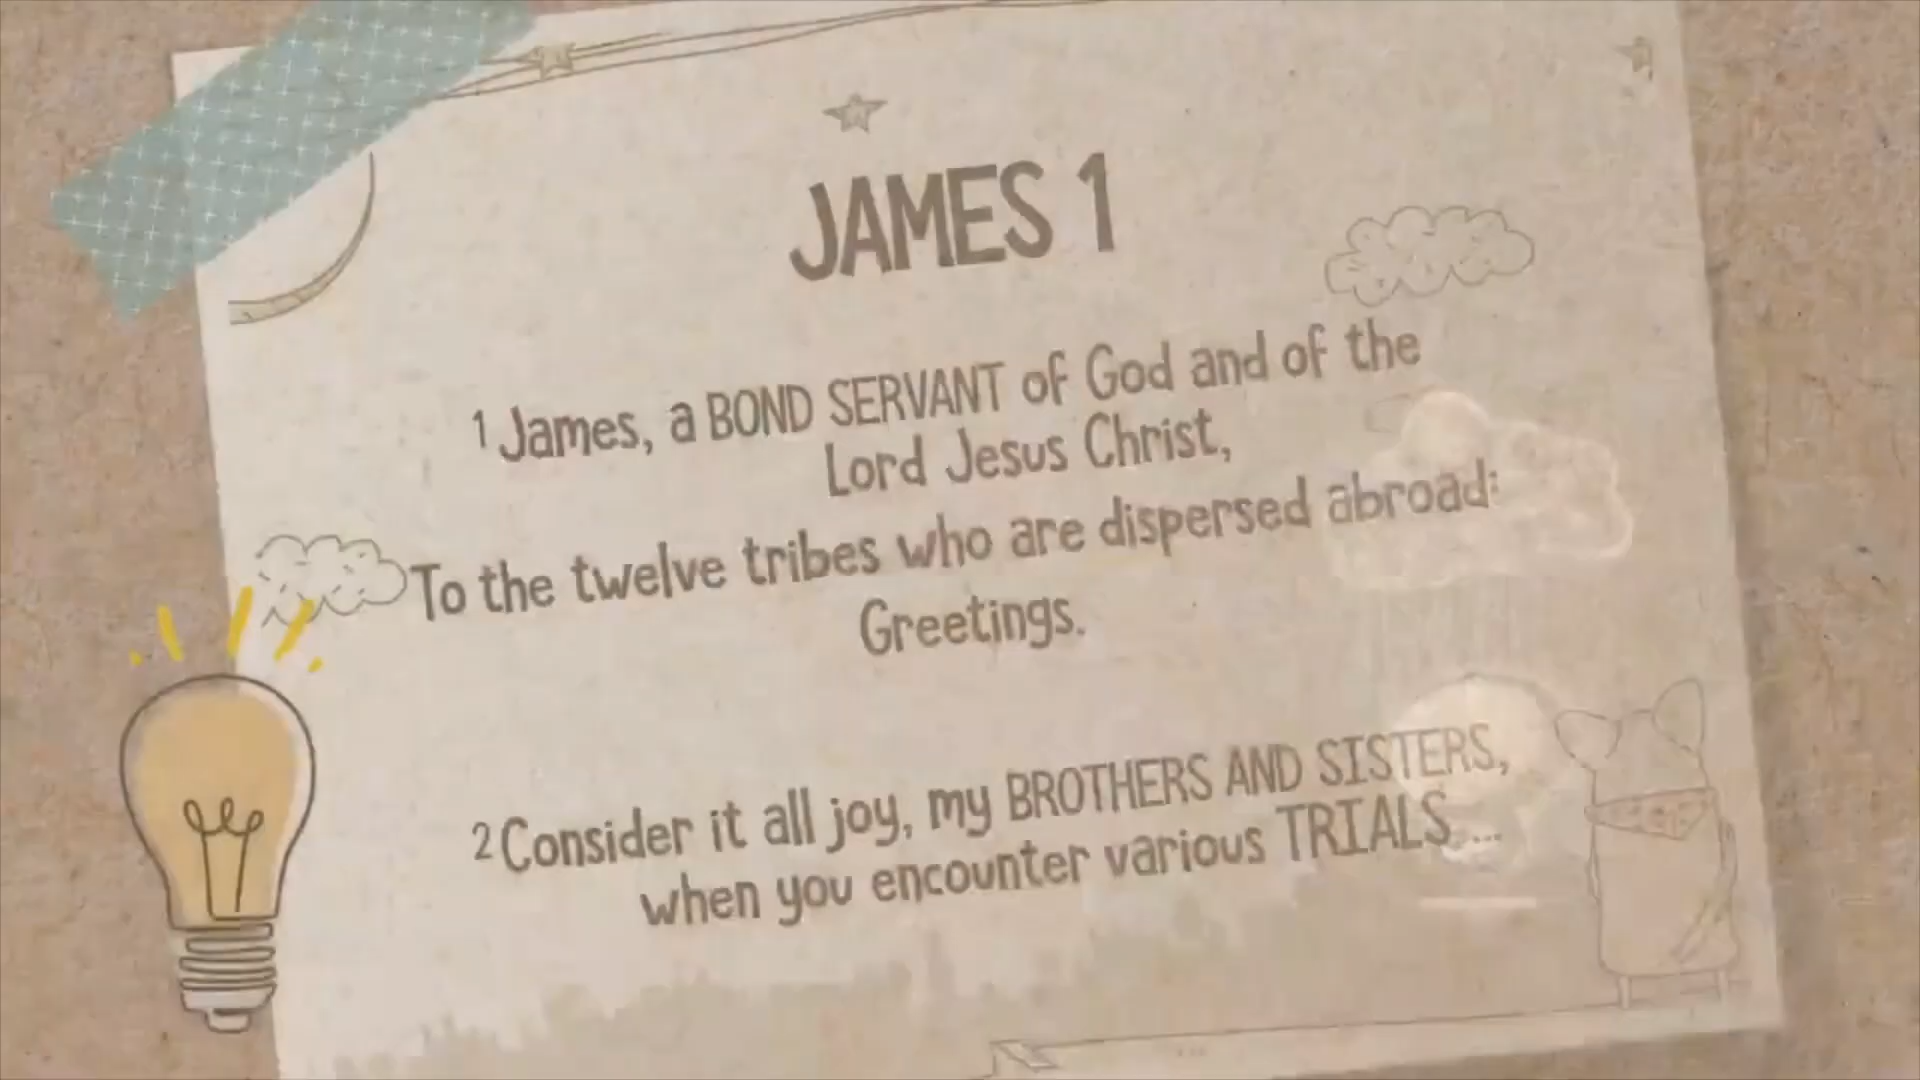 JAMES 1
1 James, a BOND SERVANT of God and of the
Lord Jesus Christ,
To the twelve tribes who are dispersed abroad:
Greetings.
2 Consider it all joy, my BROTHERS AND SISTERS,
when you encounter various TRIALS....